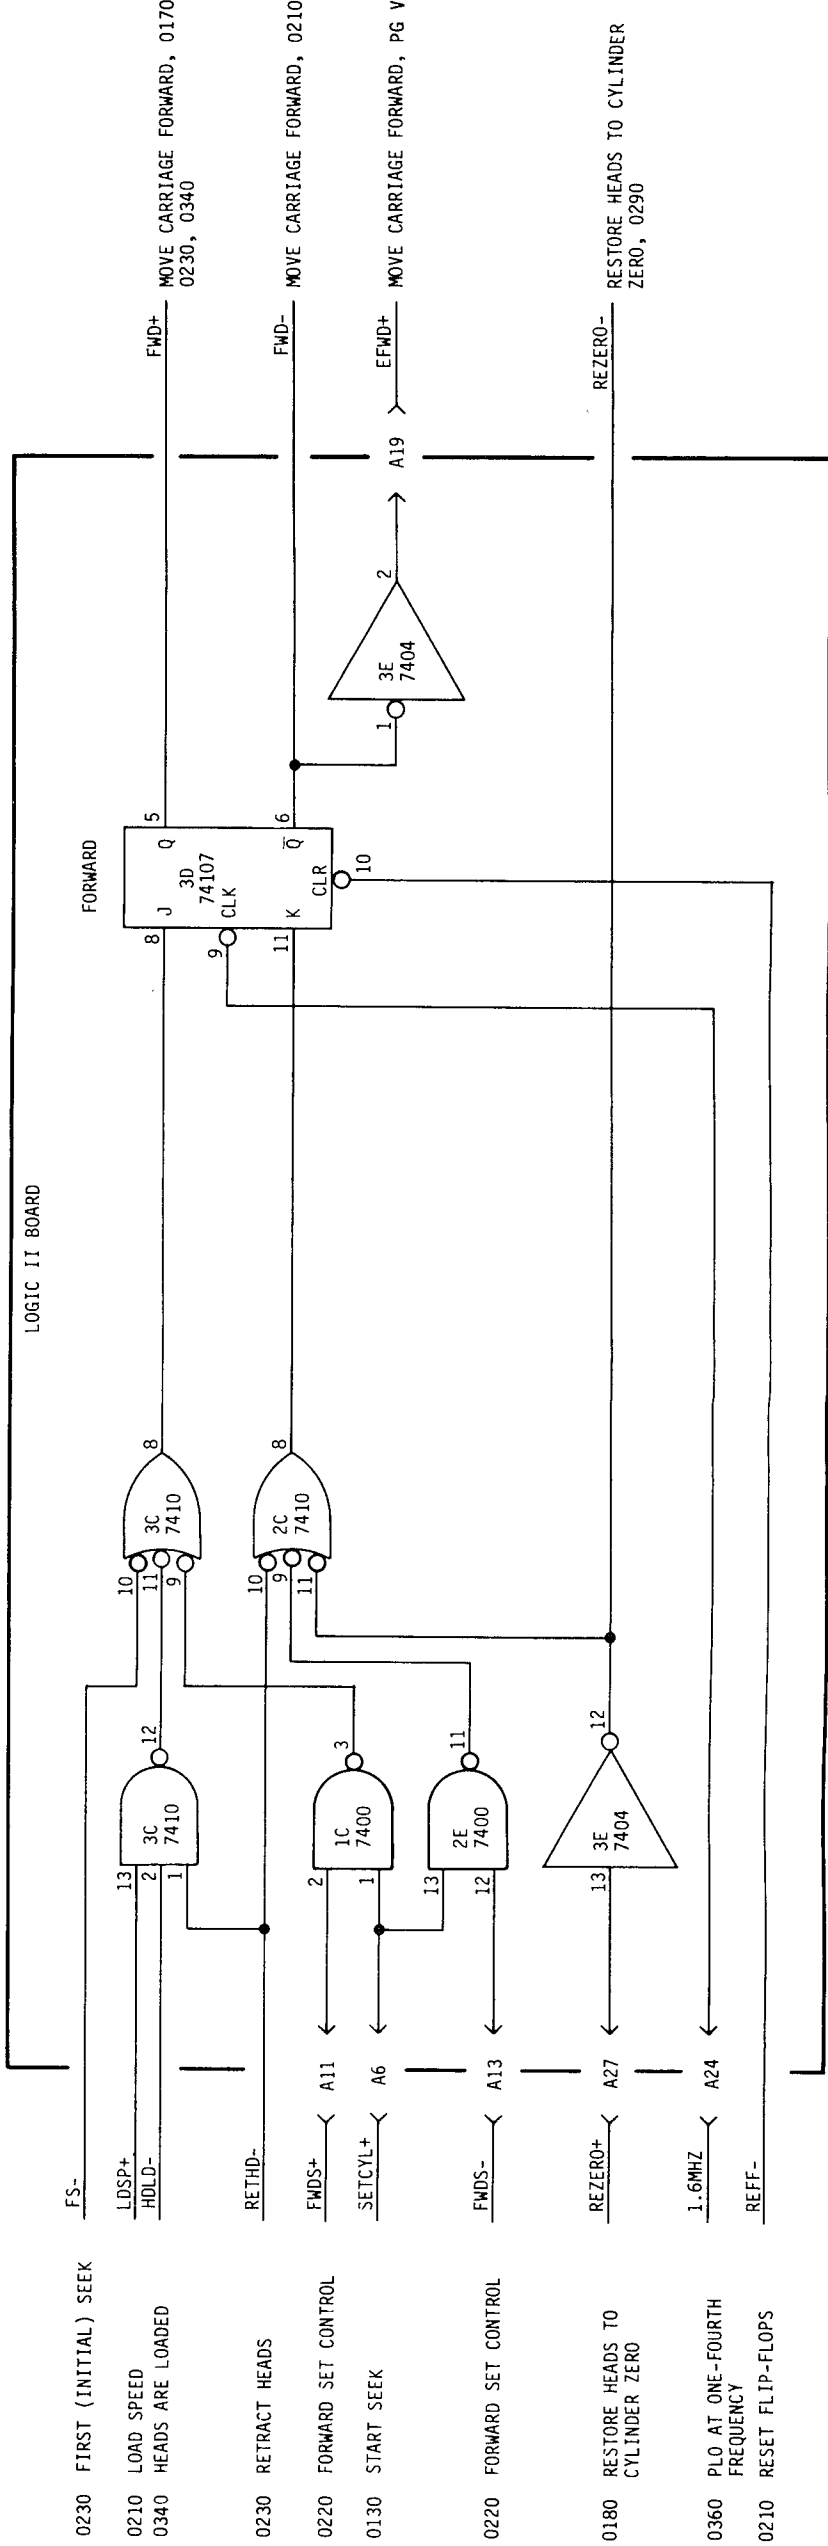 LOGIC II BOARD
0230 FIRST (INITIAL) SEEK
FS-
0210 LOAD SPEED
LDSP+
0340 HEADS ARE LOADED
HDLD-
0230 RETRACT HEADS
RETHD-
0220 FORWARD SET CONTROL
FWDS+
A11
0130 START SEEK
SETCYL+
A6
0220 FORWARD SET CONTROL
FWDS-
A13
0180 RESTORE HEADS TO
CYLINDER ZERO
REZERO+
A27
0360 PLO AT ONE-FOURTH
FREQUENCY
1.6MHZ
A24
0210 RESET FLIP-FLOPS
REFF-
13
2
1
3C
7410
12
2
1
1C
7400
3
13
12
2E
7400
11
13
3E
7404
12
10
11
9
3C
7410
8
10
9
11
2C
7410
8
FORWARD
8
J
9
CLK
11
K
3D
74107
Q
5
Q̅
6
CLR
10
1
3E
7404
2
A19
FWD+
MOVE CARRIAGE FORWARD, 0170
0230, 0340
FWD-
MOVE CARRIAGE FORWARD, 0210
EFWD+
MOVE CARRIAGE FORWARD, PG V
REZERO-
RESTORE HEADS TO CYLINDER
ZERO, 0290